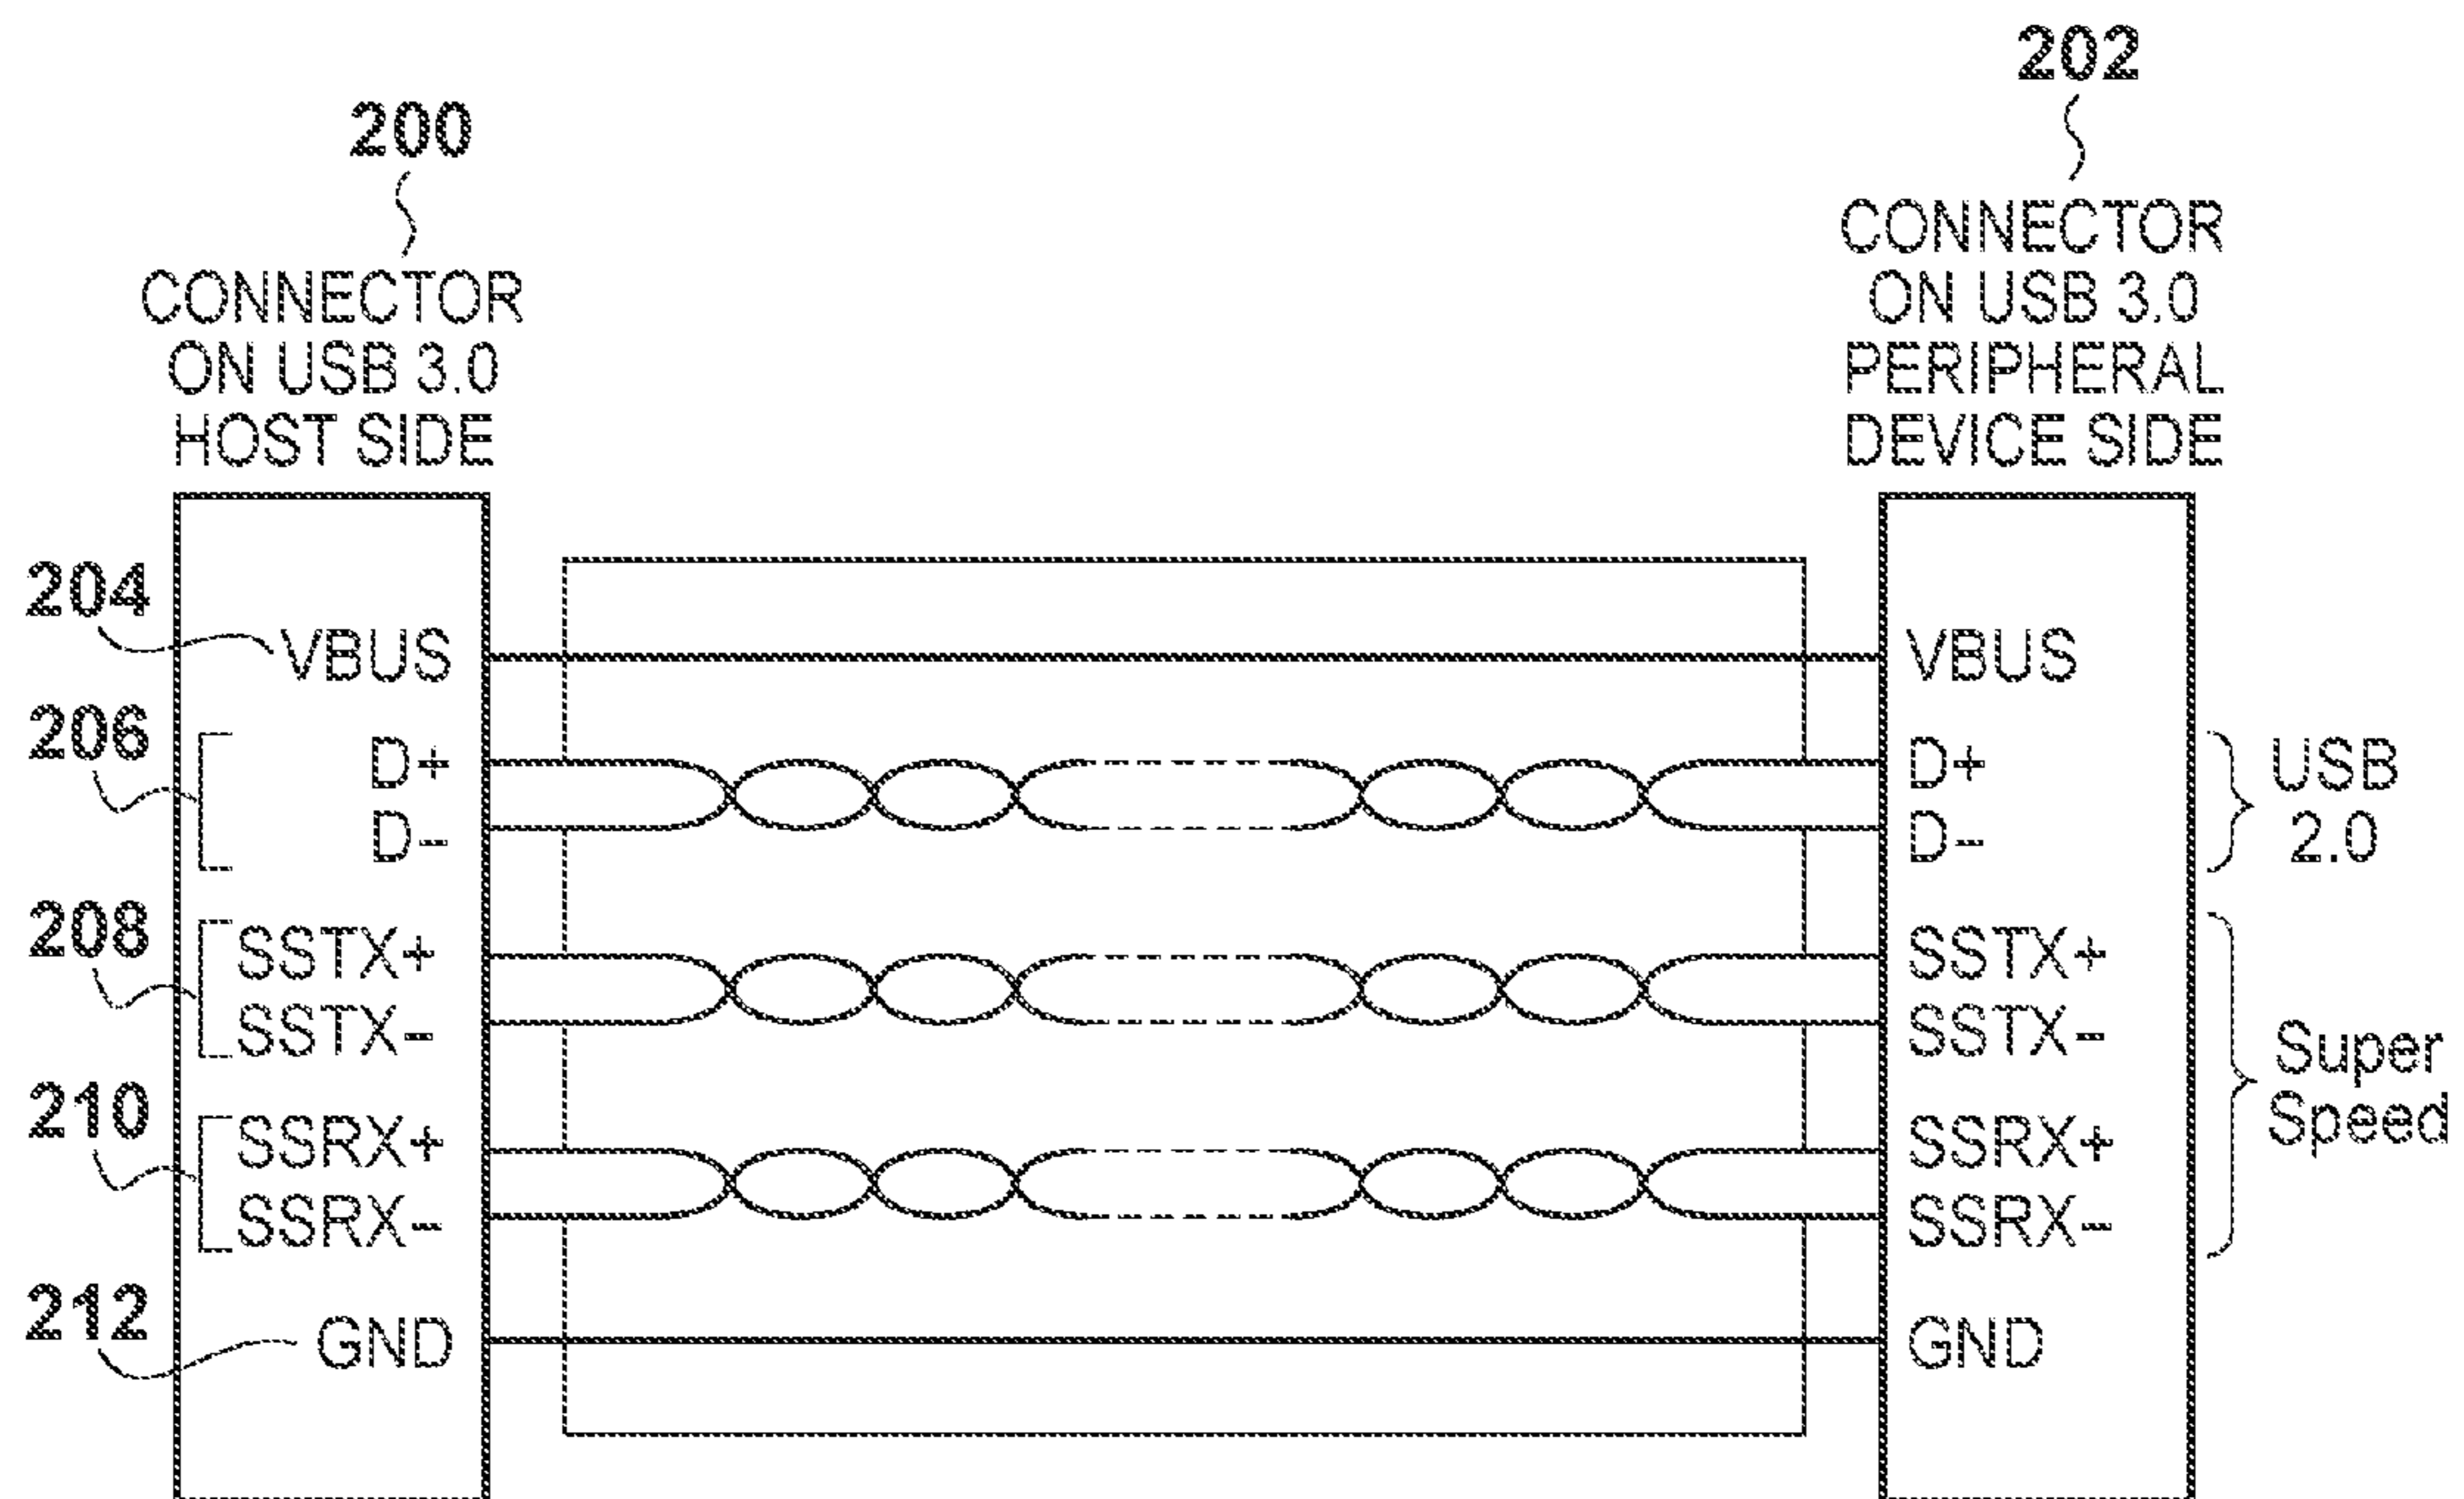 200
CONNECTOR
ON USB 3.0
HOST SIDE
202
CONNECTOR
ON USB 3.0
PERIPHERAL
DEVICE SIDE
204
VBUS
206
D+
D-
208
SSTX+
SSTX-
210
SSRX+
SSRX-
212
GND
VBUS
D+
D-
SSTX+
SSTX-
SSRX+
SSRX-
GND
USB
2.0
Super
Speed